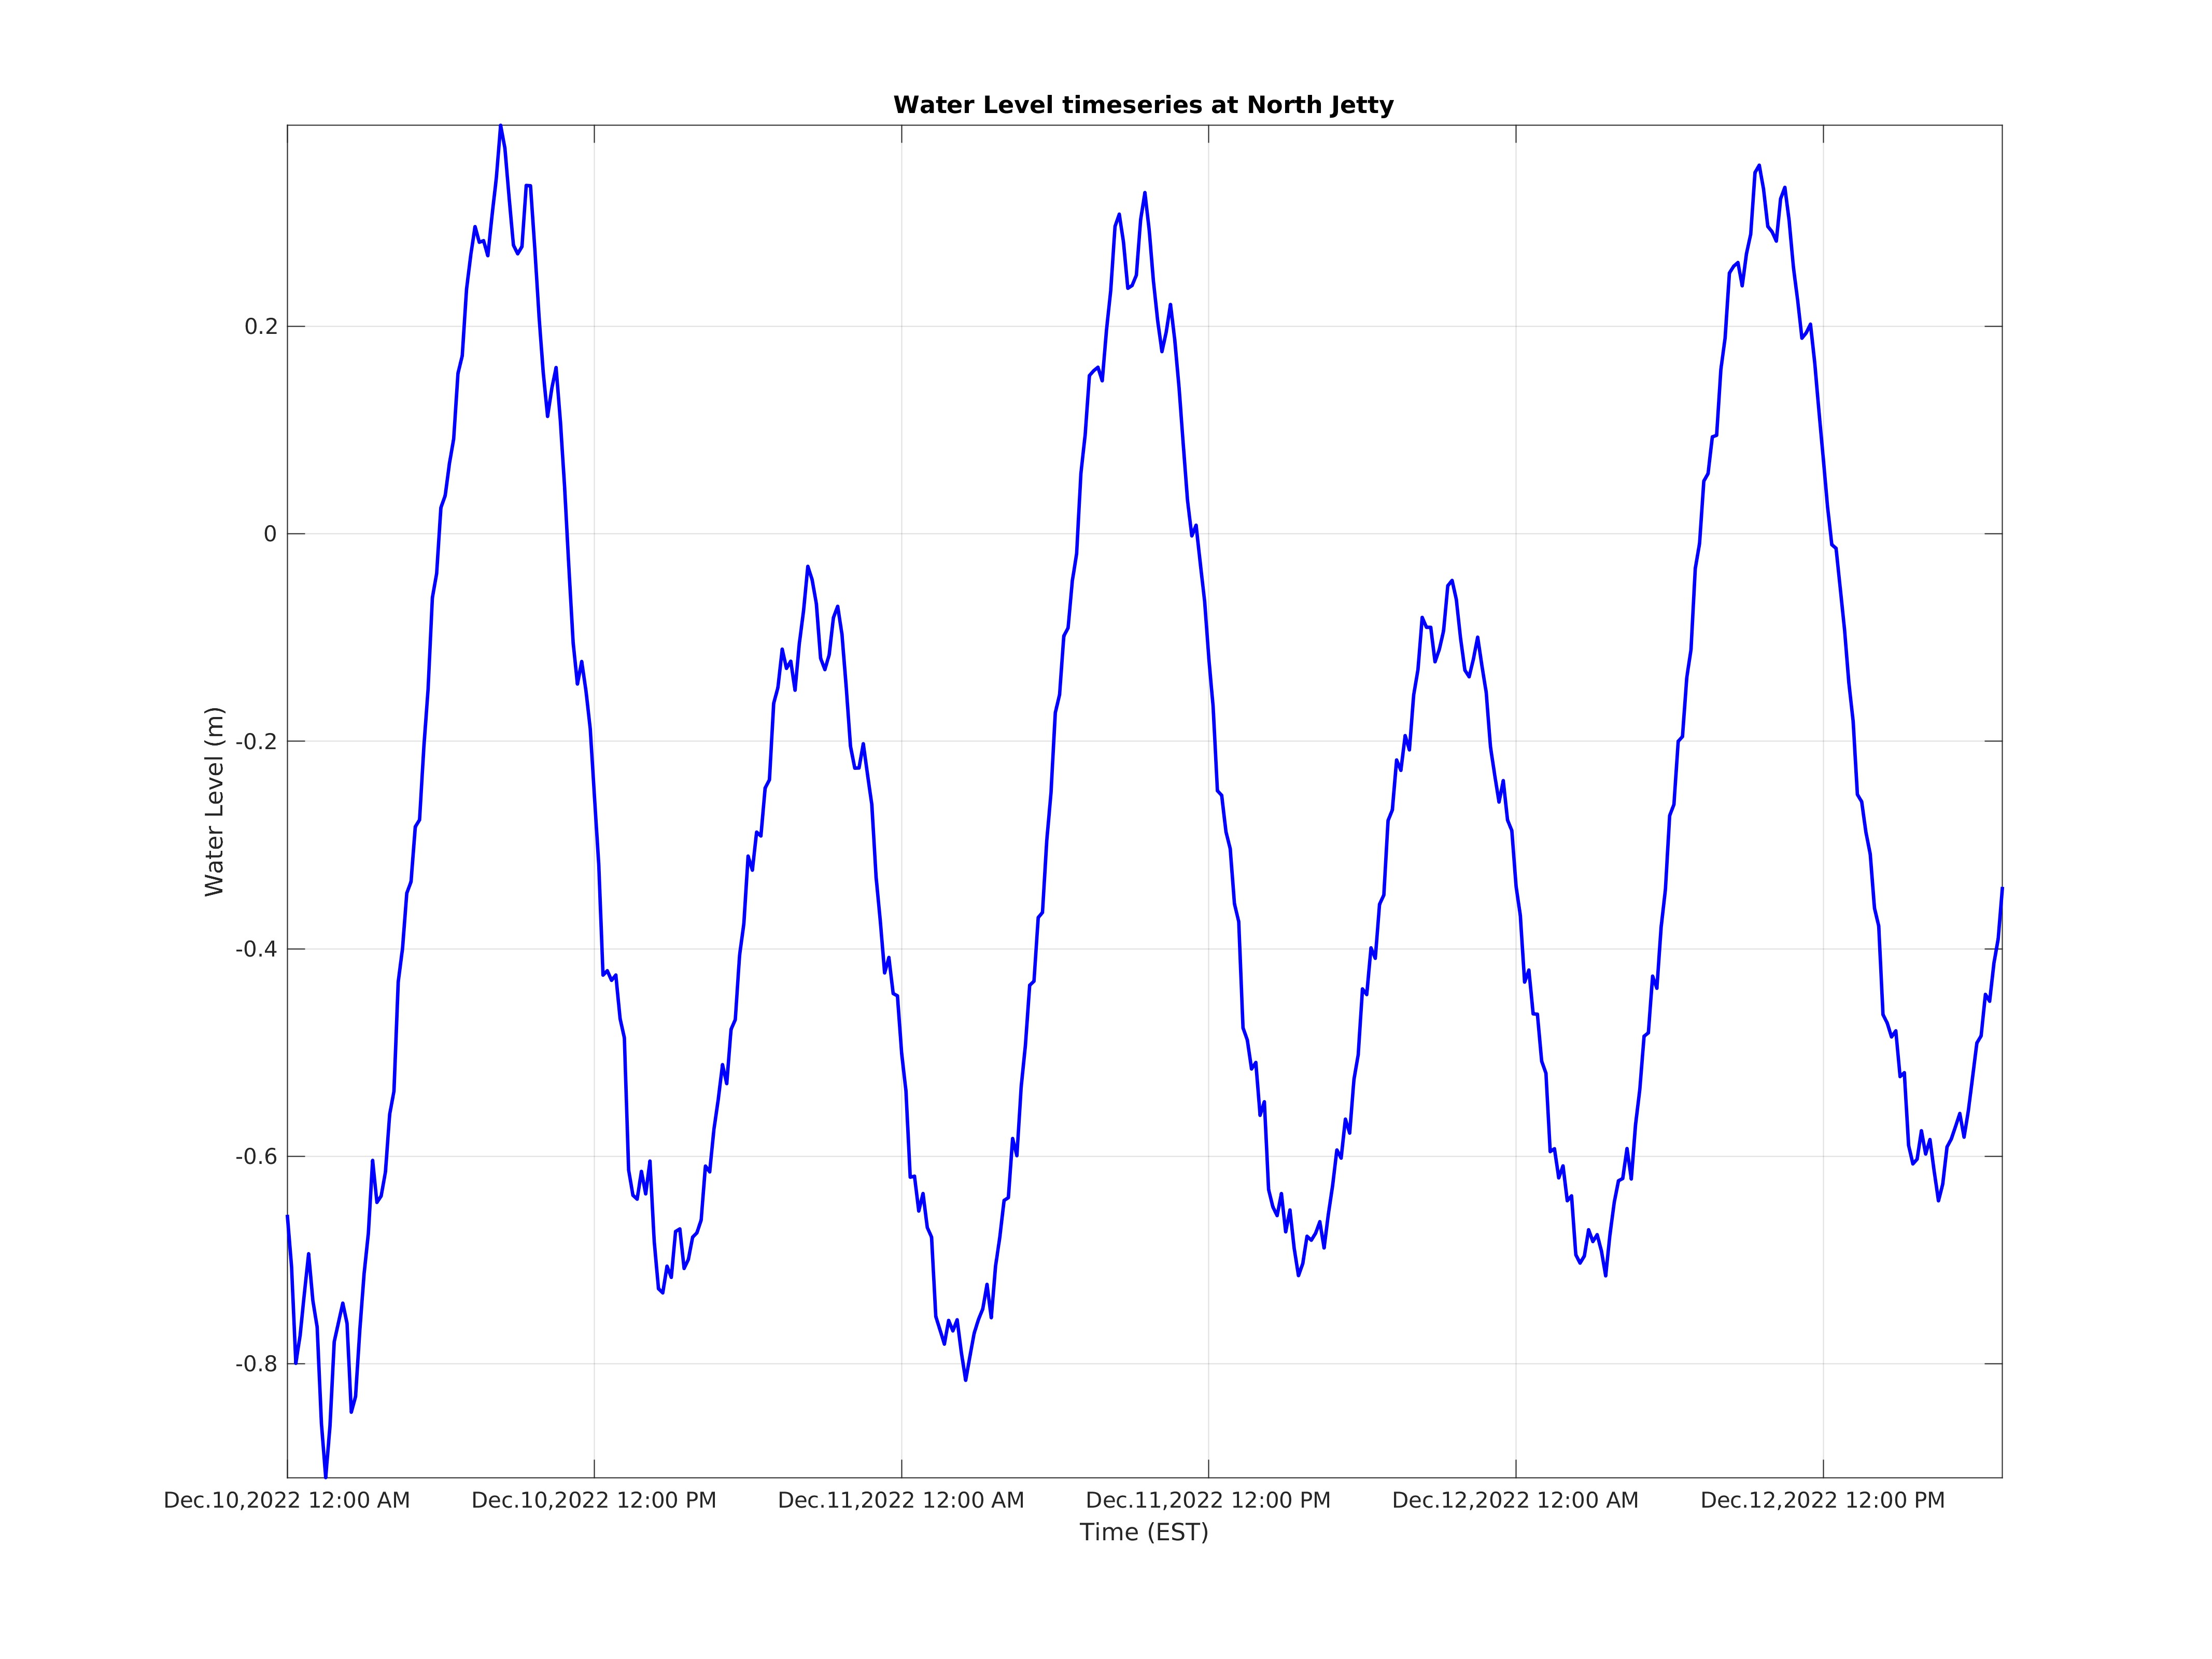 Water Level timeseries at North Jetty
0.2
0
-0.2
-0.4
-0.6
-0.8
Water Level (m)
Dec.10,2022 12:00 AM
Dec.10,2022 12:00 PM
Dec.11,2022 12:00 AM
Dec.11,2022 12:00 PM
Dec.12,2022 12:00 AM
Dec.12,2022 12:00 PM
Time (EST)